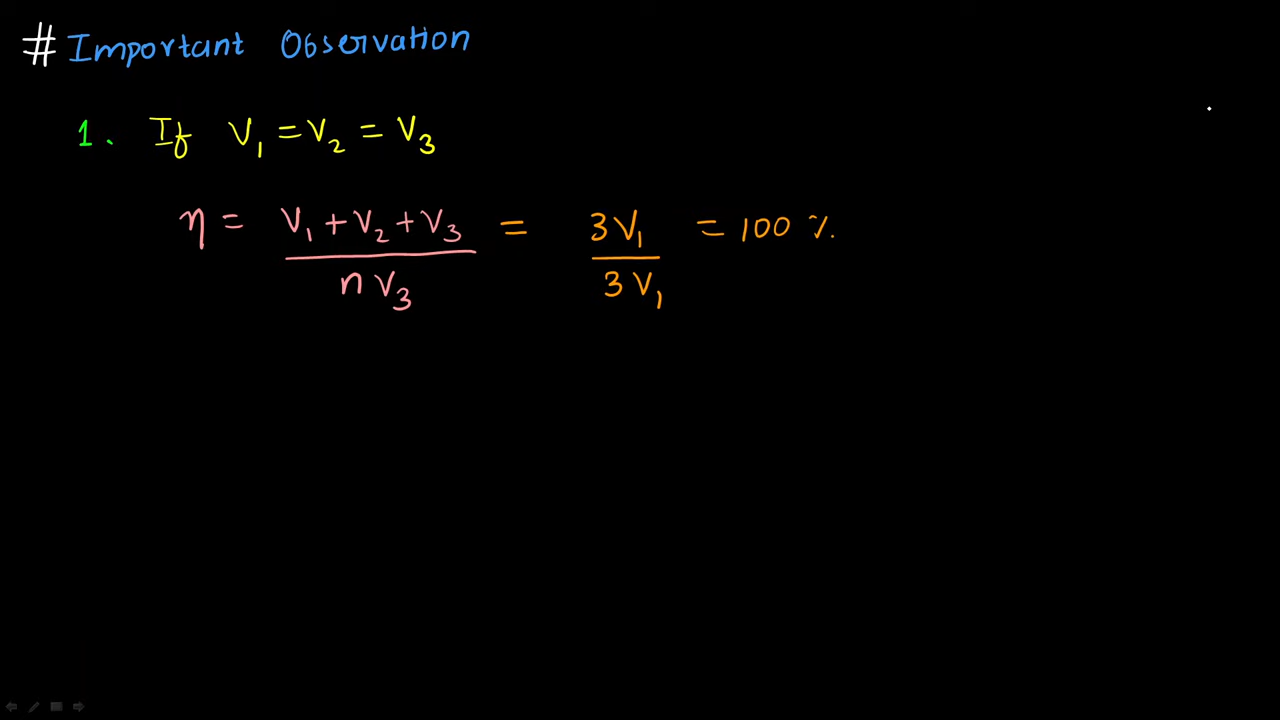 # Important Observation
1. If V₁ = V₂ = V₃
η = (V₁ + V₂ + V₃) / (n V₃) = 3V₁ / 3V₁ = 100 %